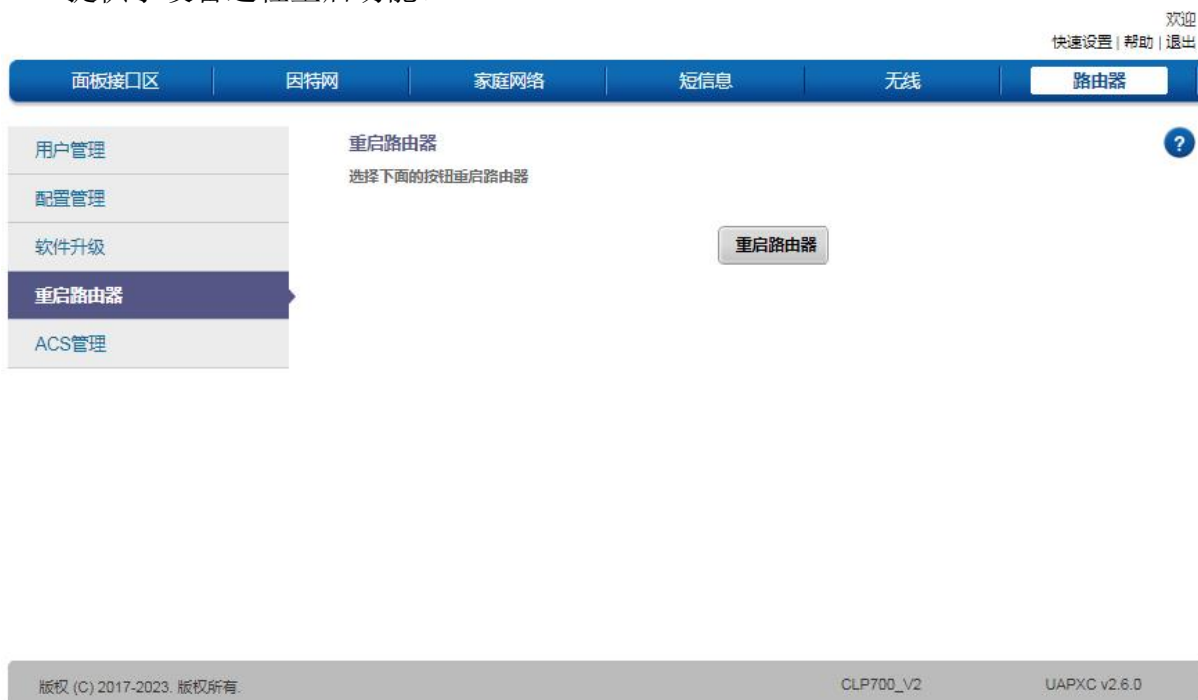 欢迎
快速设置 | 帮助 | 退出
面板接口区 因特网 家庭网络 短信息 无线 路由器
用户管理
配置管理
软件升级
重启路由器
ACS管理
重启路由器
?
选择下面的按钮重启路由器
重启路由器
版权 (C) 2017-2023. 版权所有. CLP700_V2 UAPXC v2.6.0